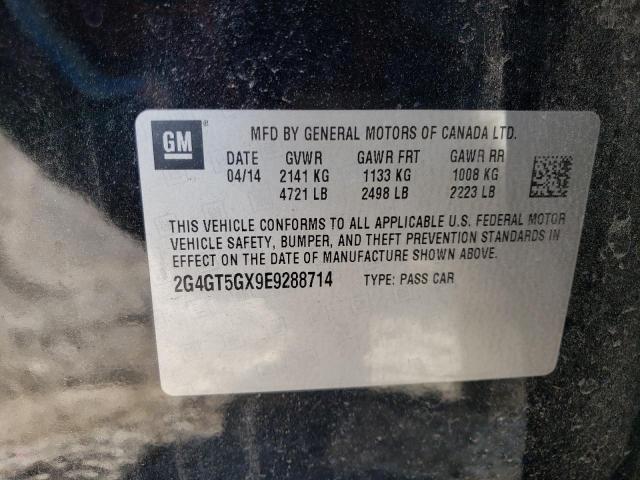 GM ®
MFD BY GENERAL MOTORS OF CANADA LTD.
DATE GVWR GAWR FRT GAWR RR
04/14 2141 KG 1133 KG 1008 KG
4721 LB 2498 LB 2223 LB
THIS VEHICLE CONFORMS TO ALL APPLICABLE U.S. FEDERAL MOTOR
VEHICLE SAFETY, BUMPER, AND THEFT PREVENTION STANDARDS IN
EFFECT ON THE DATE OF MANUFACTURE SHOWN ABOVE.
2G4GT5GX9E9288714 TYPE: PASS CAR